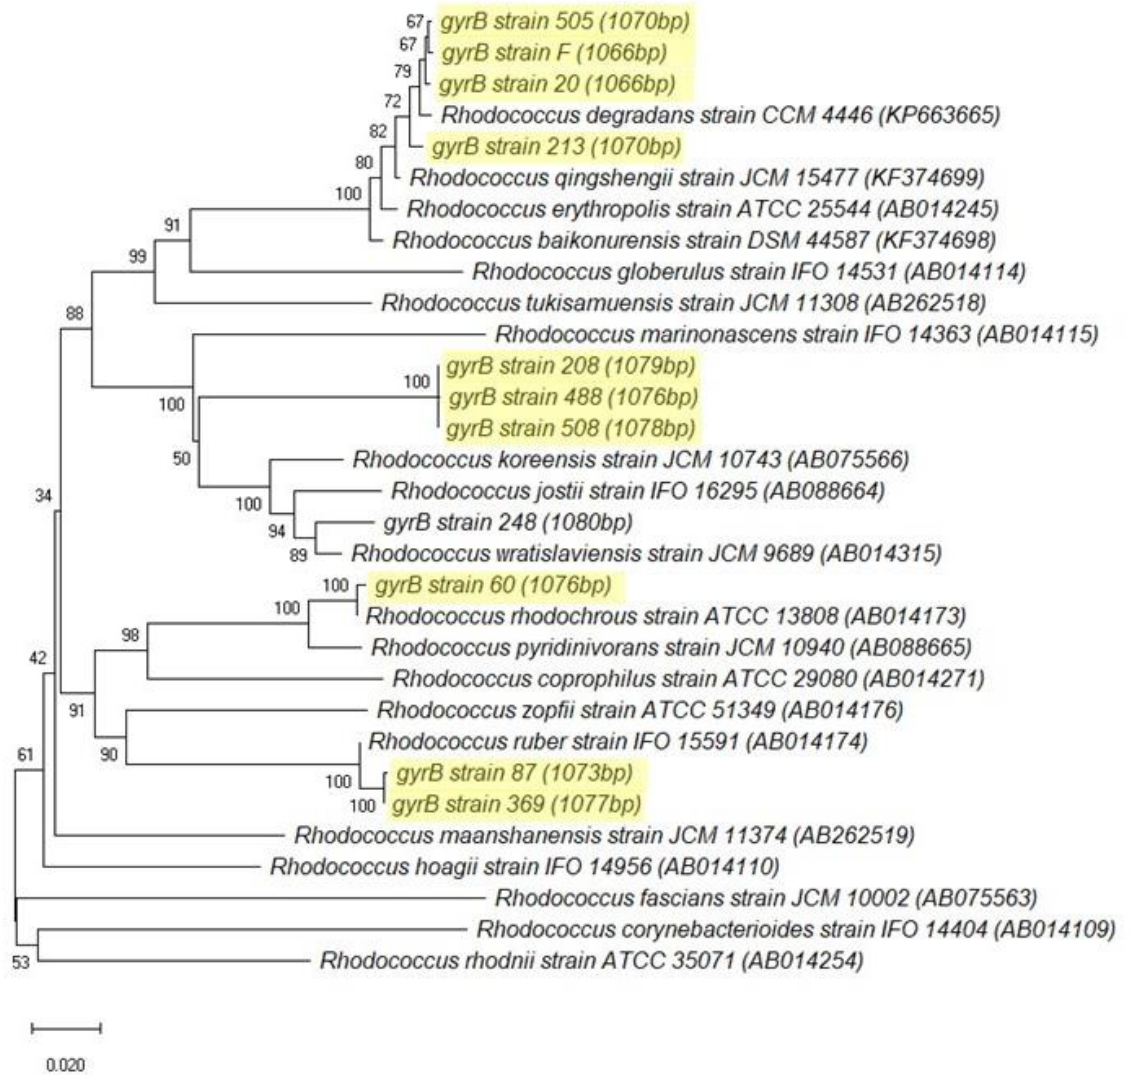 67
gyrB strain 505 (1070bp)
67
gyrB strain F (1066bp)
79
gyrB strain 20 (1066bp)
72
Rhodococcus degradans strain CCM 4446 (KP663665)
82
gyrB strain 213 (1070bp)
80
Rhodococcus qingshengii strain JCM 15477 (KF374699)
100
Rhodococcus erythropolis strain ATCC 25544 (AB014245)
91
Rhodococcus baikonurensis strain DSM 44587 (KF374698)
99
Rhodococcus globerulus strain IFO 14531 (AB014114)
Rhodococcus tukisamuensis strain JCM 11308 (AB262518)
88
Rhodococcus marinonascens strain IFO 14363 (AB014115)
gyrB strain 208 (1079bp)
100
gyrB strain 488 (1076bp)
100
gyrB strain 508 (1078bp)
50
Rhodococcus koreensis strain JCM 10743 (AB075566)
34
Rhodococcus jostii strain IFO 16295 (AB088664)
100
gyrB strain 248 (1080bp)
94
Rhodococcus wratislaviensis strain JCM 9689 (AB014315)
89
100
gyrB strain 60 (1076bp)
100
Rhodococcus rhodochrous strain ATCC 13808 (AB014173)
98
Rhodococcus pyridinivorans strain JCM 10940 (AB088665)
42
Rhodococcus coprophilus strain ATCC 29080 (AB014271)
91
Rhodococcus zopfii strain ATCC 51349 (AB014176)
90
Rhodococcus ruber strain IFO 15591 (AB014174)
61
gyrB strain 87 (1073bp)
100
100
gyrB strain 369 (1077bp)
Rhodococcus maanshanensis strain JCM 11374 (AB262519)
Rhodococcus hoagii strain IFO 14956 (AB014110)
Rhodococcus fascians strain JCM 10002 (AB075563)
Rhodococcus corynebacterioides strain IFO 14404 (AB014109)
53
Rhodococcus rhodnii strain ATCC 35071 (AB014254)
0.020